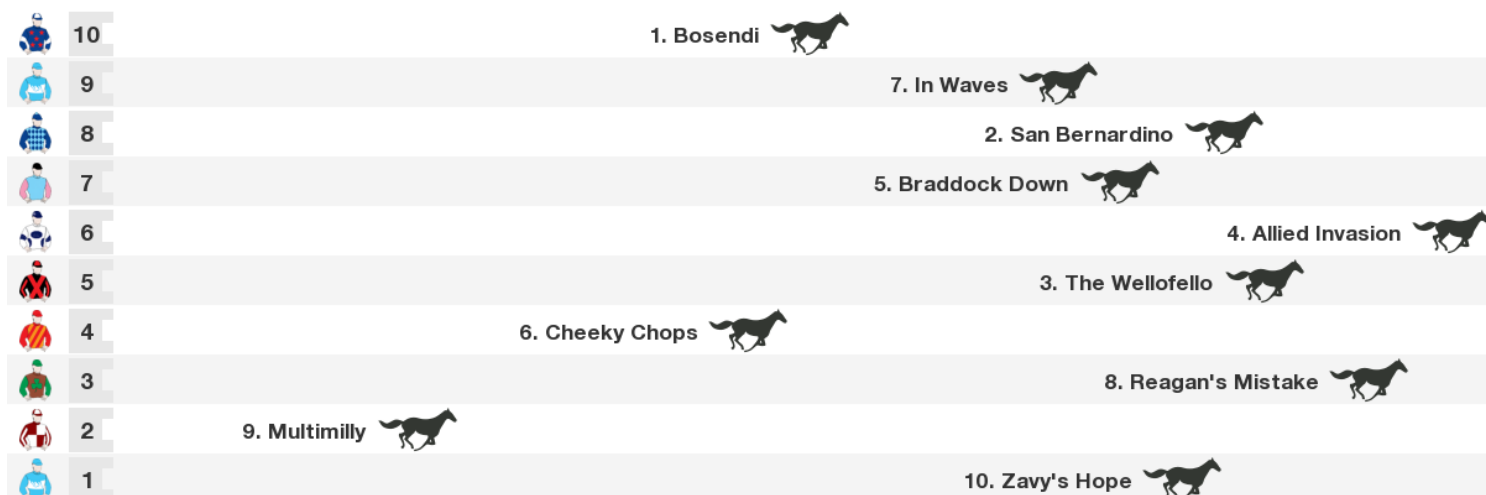 10 1. Bosendi
9 7. In Waves
8 2. San Bernardino
7 5. Braddock Down
6 4. Allied Invasion
5 3. The Wellofello
4 6. Cheeky Chops
3 8. Reagan's Mistake
2 9. Multimilly
1 10. Zavy's Hope